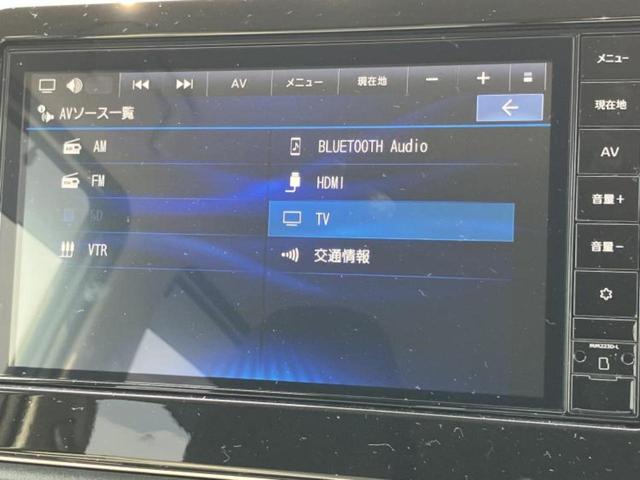 AV メニュー 現在地 − +
AVソース一覧
AM
BLUETOOTH Audio
FM
HDMI
SD
TV
VTR
交通情報
メニュー
現在地
AV
音量+
音量−
MM223D-L